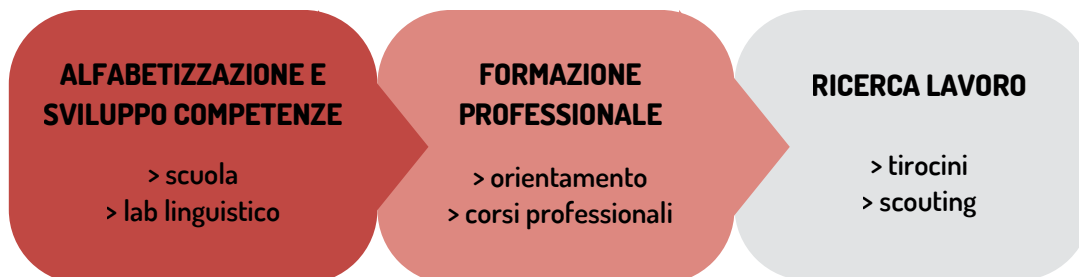 ALFABETIZZAZIONE E
SVILUPPO COMPETENZE
> scuola
> lab linguistico
FORMAZIONE
PROFESSIONALE
> orientamento
> corsi professionali
RICERCA LAVORO
> tirocini
> scouting